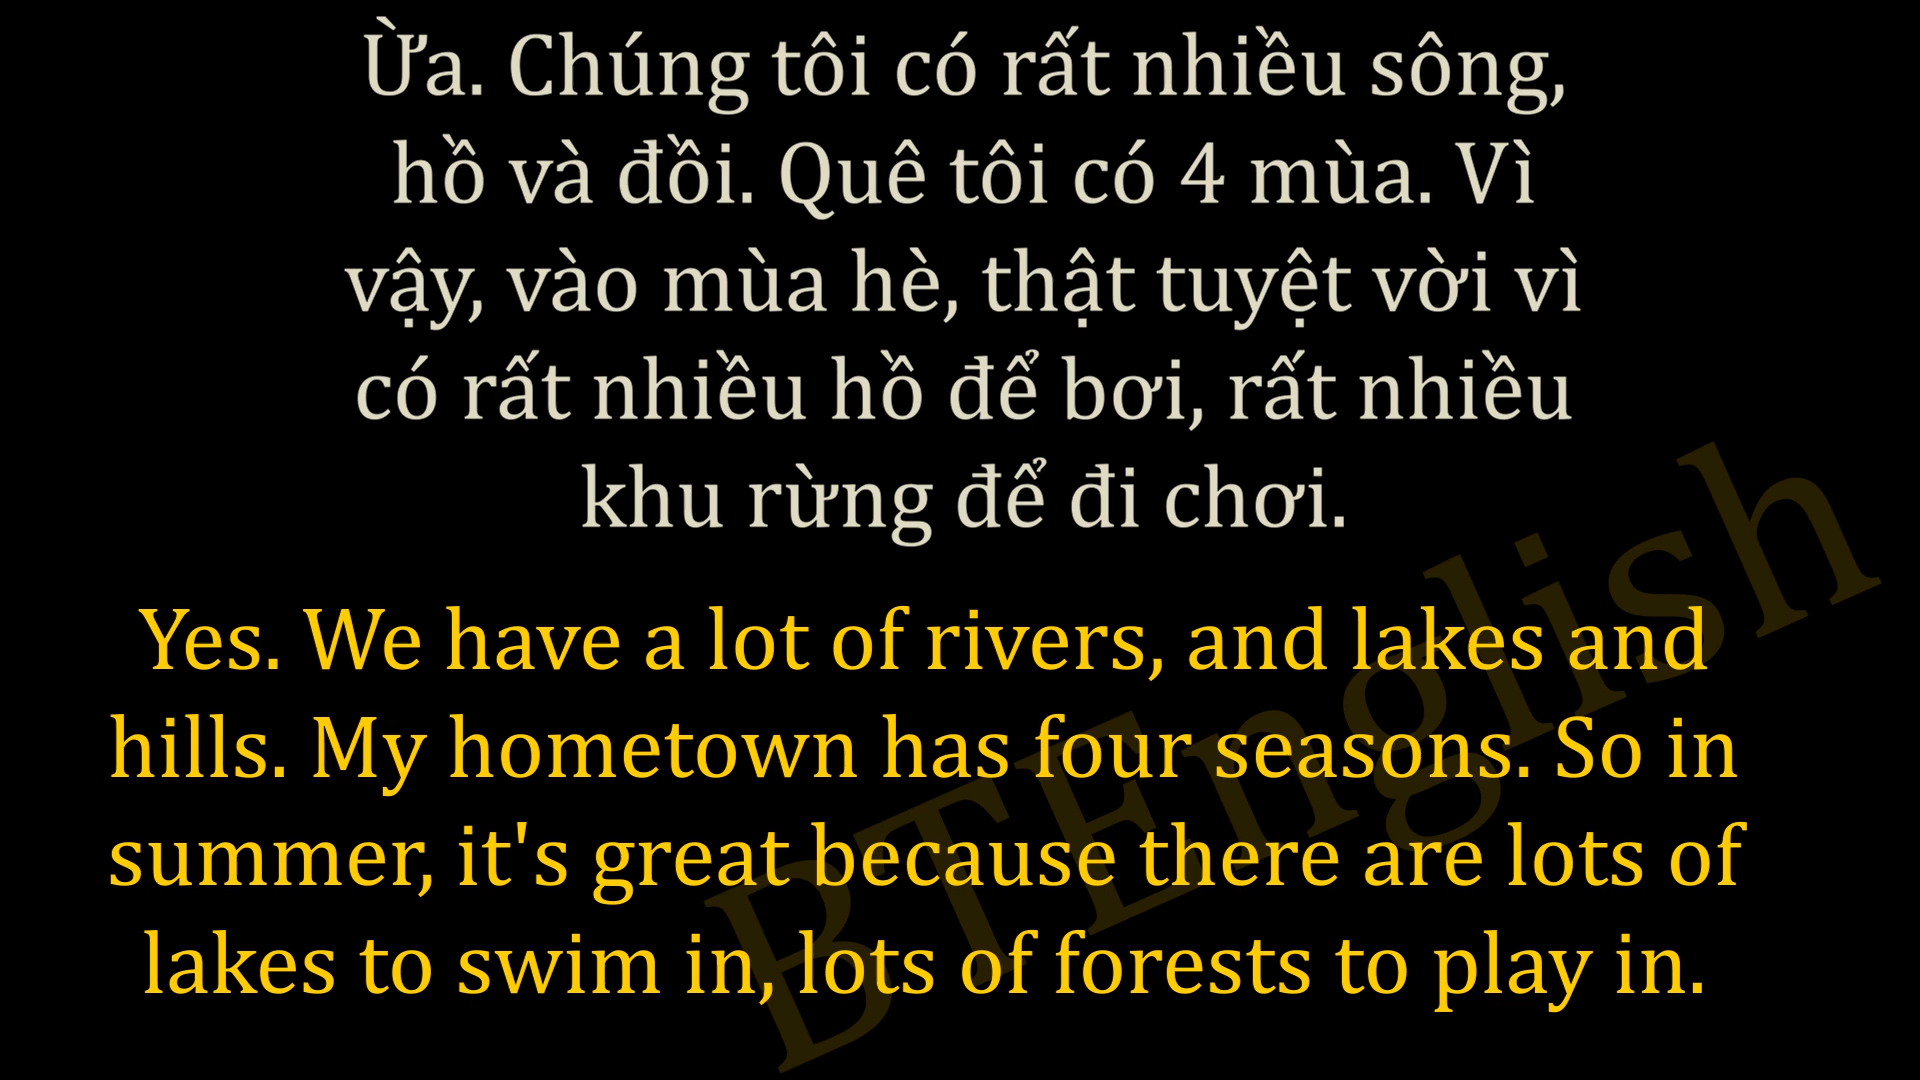 Ừa. Chúng tôi có rất nhiều sông,
hồ và đồi. Quê tôi có 4 mùa. Vì
vậy, vào mùa hè, thật tuyệt vời vì
có rất nhiều hồ để bơi, rất nhiều
khu rừng để đi chơi.
Yes. We have a lot of rivers, and lakes and
hills. My hometown has four seasons. So in
summer, it's great because there are lots of
lakes to swim in, lots of forests to play in.
BTEnglish